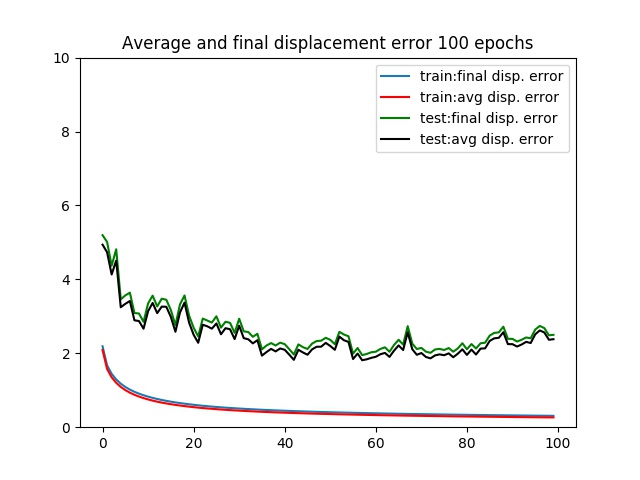 Average and final displacement error 100 epochs
10
8
6
4
2
0
train:final disp. error
train:avg disp. error
test:final disp. error
test:avg disp. error
0 20 40 60 80 100